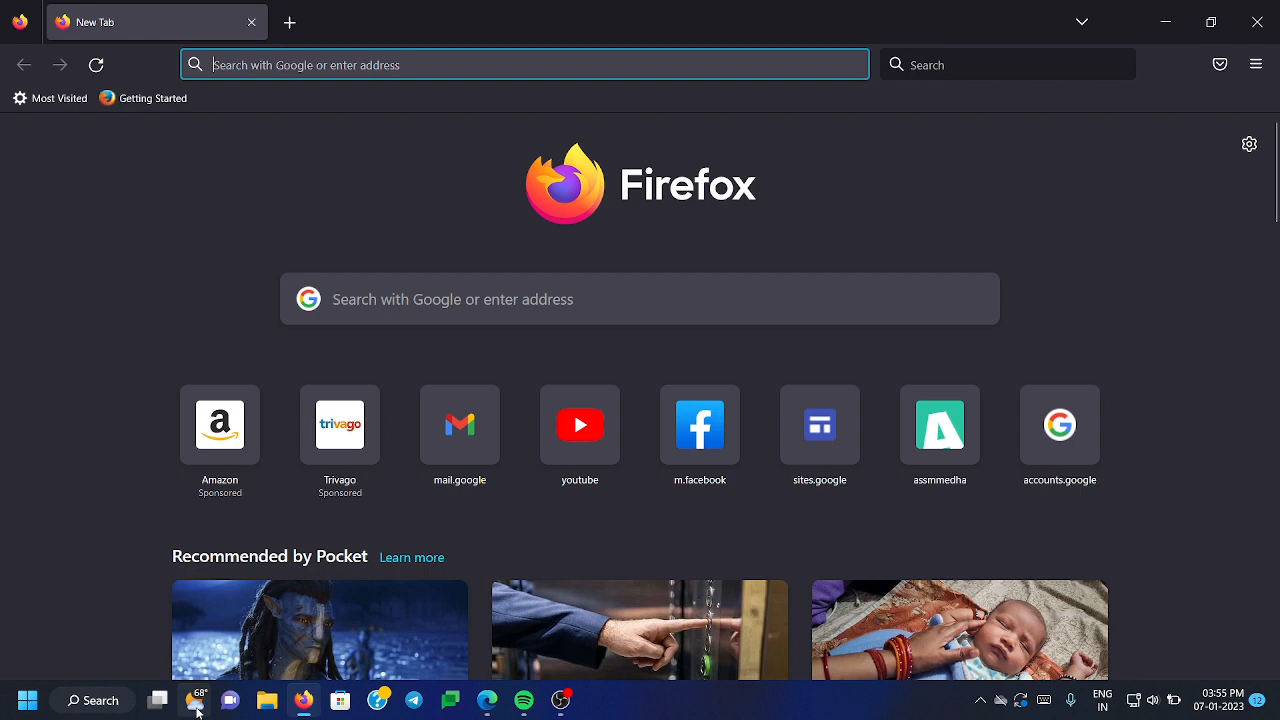 New Tab
Search with Google or enter address
Search
Most Visited
Getting Started
Firefox
Search with Google or enter address
a
trivago
Amazon
Sponsored
Trivago
Sponsored
mail.google
youtube
m.facebook
sites.google
assmmedha
accounts.google
Recommended by Pocket Learn more
68°
Search
ENG
IN
03:55 PM
07-01-2023
12